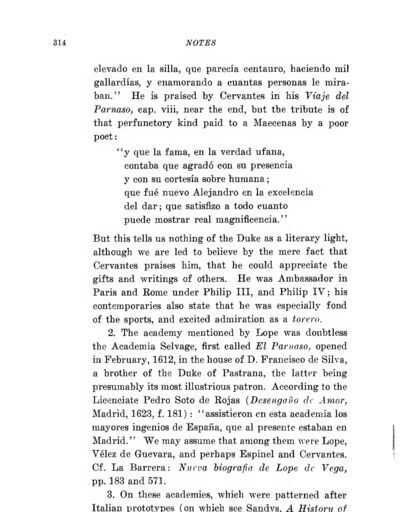 314 NOTES
elevado en la silla, que parecía centauro, haciendo mil
gallardías, y enamorando a cuantas personas le mira-
ban." He is praised by Cervantes in his Viaje del
Parnaso, cap. viii, near the end, but the tribute is of
that perfunctory kind paid to a Maecenas by a poor
poet:
"y que la fama, en la verdad ufana,
contaba que agradó con su presencia
y con su cortesía sobre humana;
que fué nuevo Alejandro en la excelencia
del dar; que satisfizo a todo cuanto
puede mostrar real magnificencia."
But this tells us nothing of the Duke as a literary light,
although we are led to believe by the mere fact that
Cervantes praises him, that he could appreciate the
gifts and writings of others. He was Ambassador in
Paris and Rome under Philip III, and Philip IV; his
contemporaries also state that he was especially fond
of the sports, and excited admiration as a torero.
2. The academy mentioned by Lope was doubtless
the Academia Selvage, first called El Parnaso, opened
in February, 1612, in the house of D. Francisco de Silva,
a brother of the Duke of Pastrana, the latter being
presumably its most illustrious patron. According to the
Licenciate Pedro Soto de Rojas (Desengaño de Amor,
Madrid, 1623, f. 181): "assistieron en esta academia los
mayores ingenios de España, que al presente estaban en
Madrid." We may assume that among them were Lope,
Vélez de Guevara, and perhaps Espinel and Cervantes.
Cf. La Barrera: Nueva biografía de Lope de Vega,
pp. 183 and 571.
3. On these academies, which were patterned after
Italian prototypes (on which see Sandys, A History of